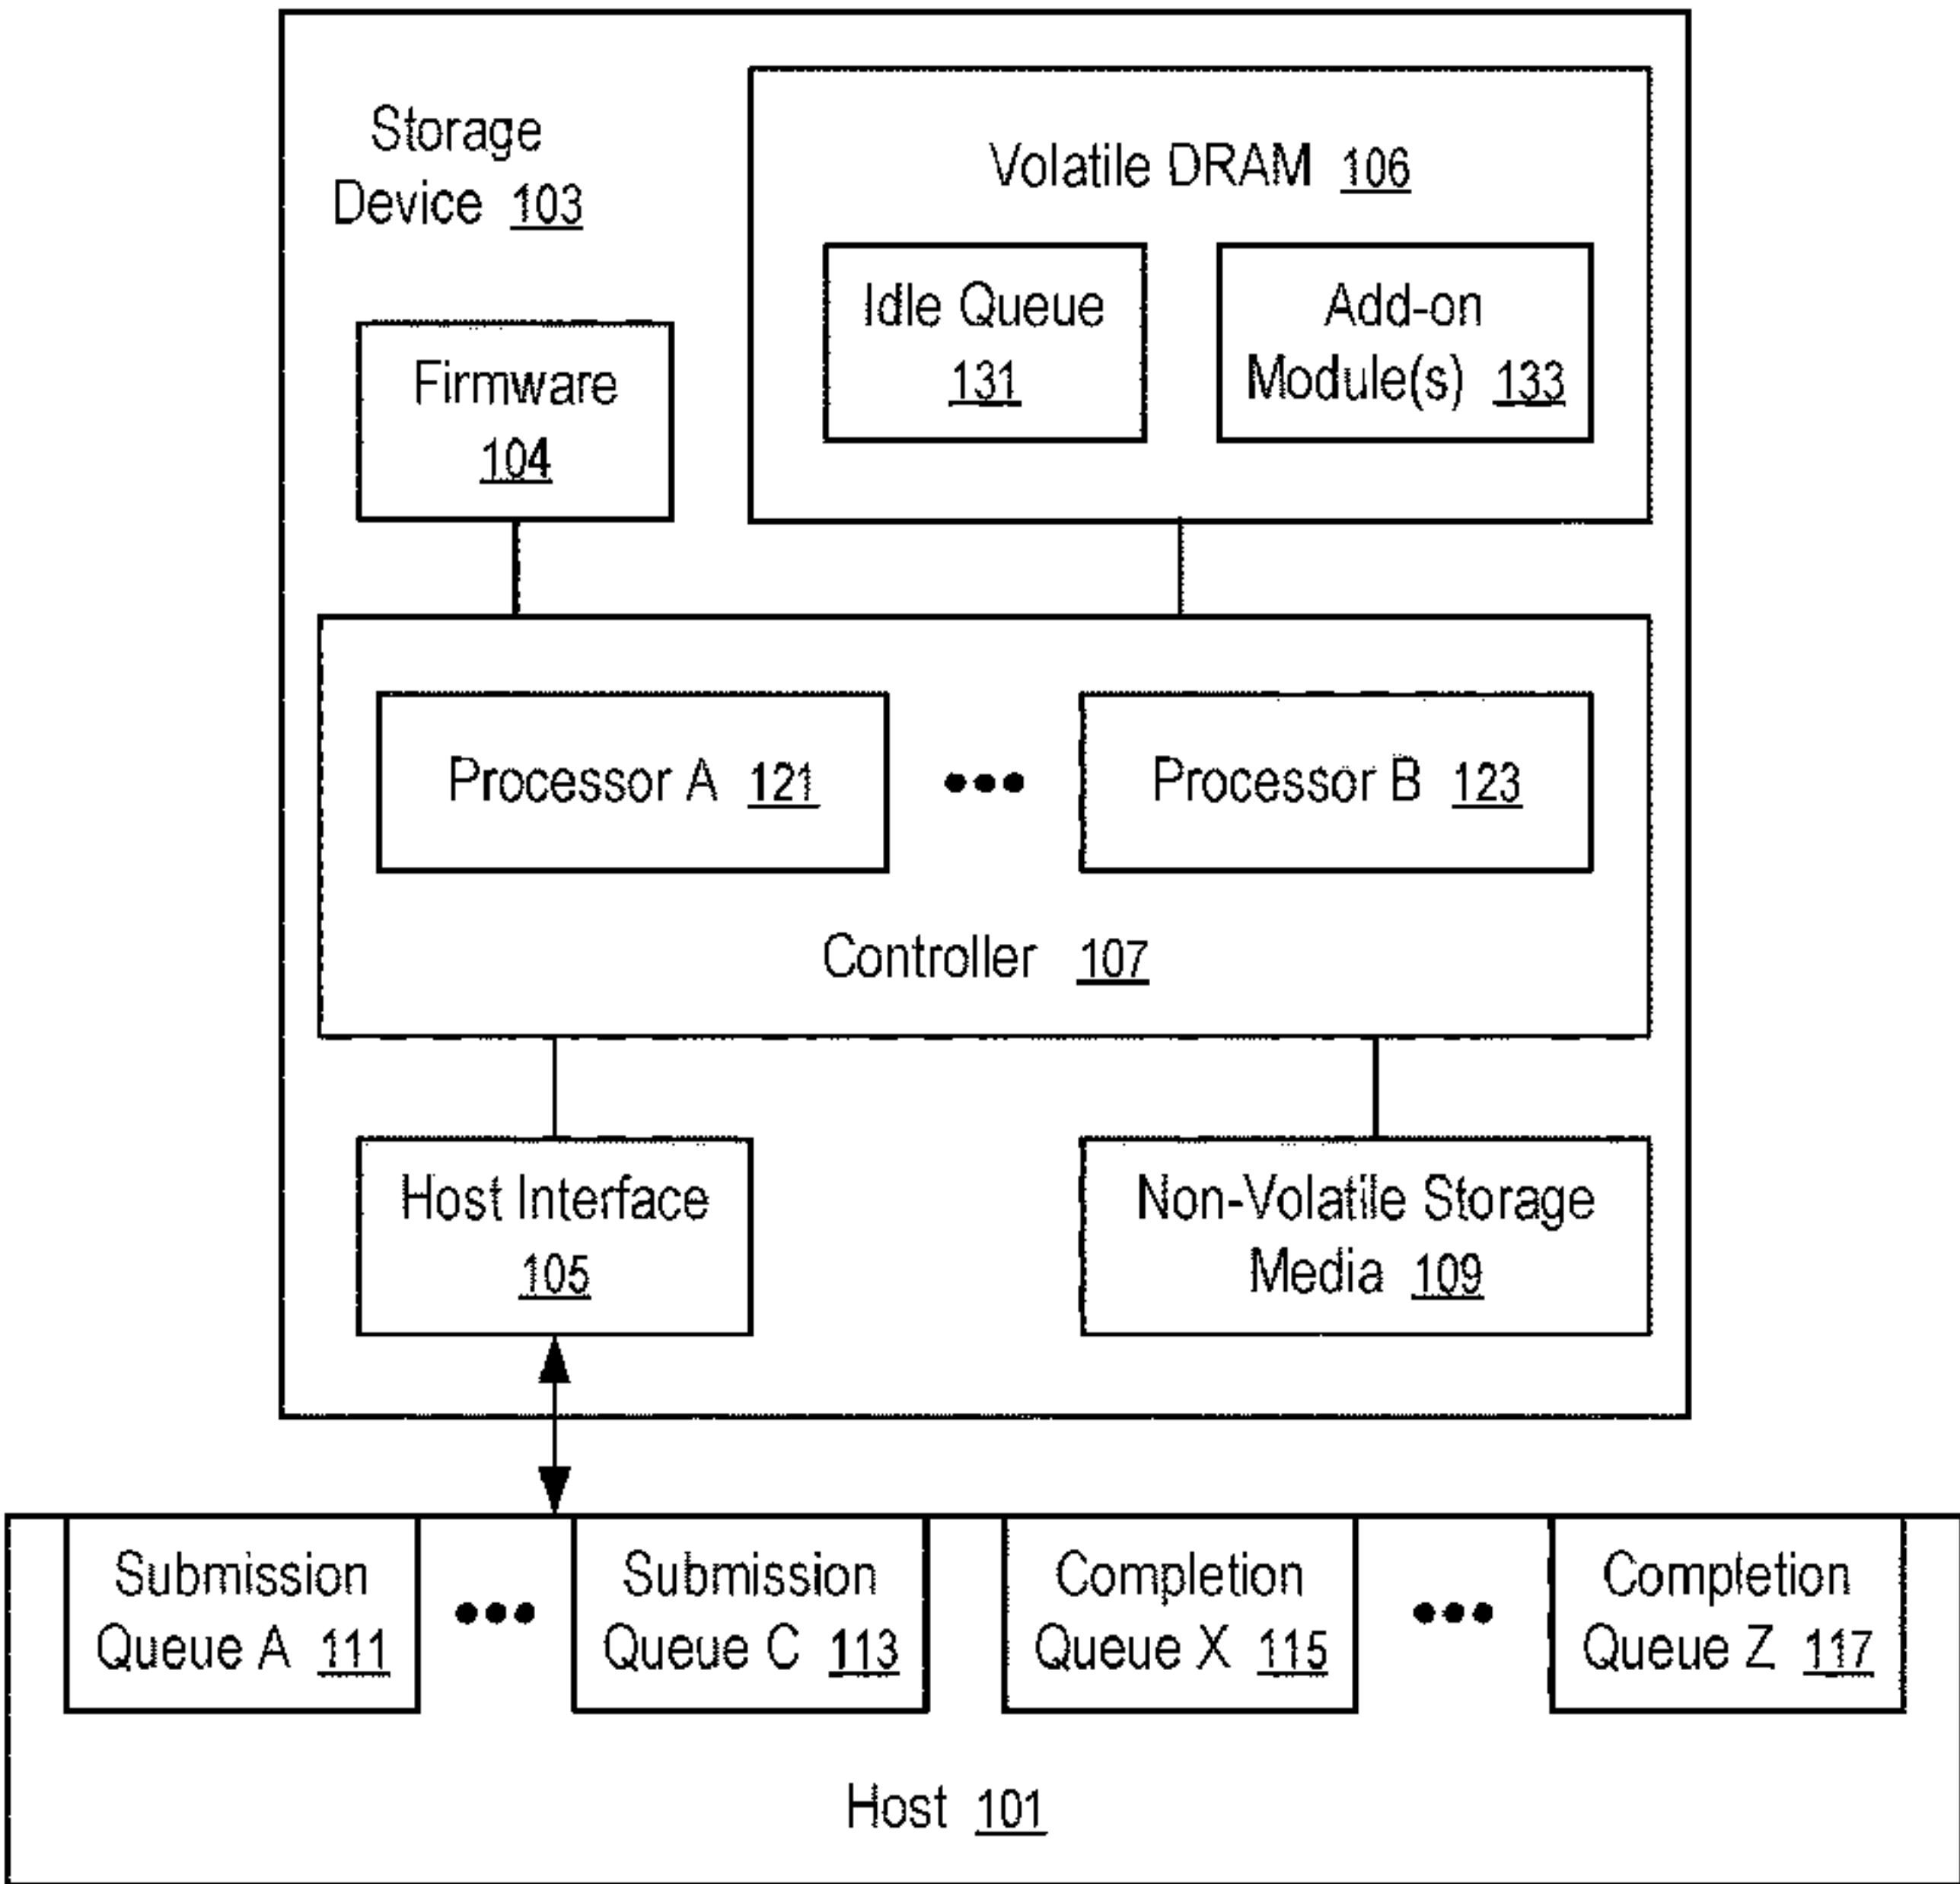 Storage
Device 103
Volatile DRAM 106
Idle Queue
131
Add-on
Module(s) 133
Firmware
104
Processor A 121
Processor B 123
Controller 107
Host Interface
105
Non-Volatile Storage
Media 109
Submission
Queue A 111
Submission
Queue C 113
Completion
Queue X 115
Completion
Queue Z 117
Host 101